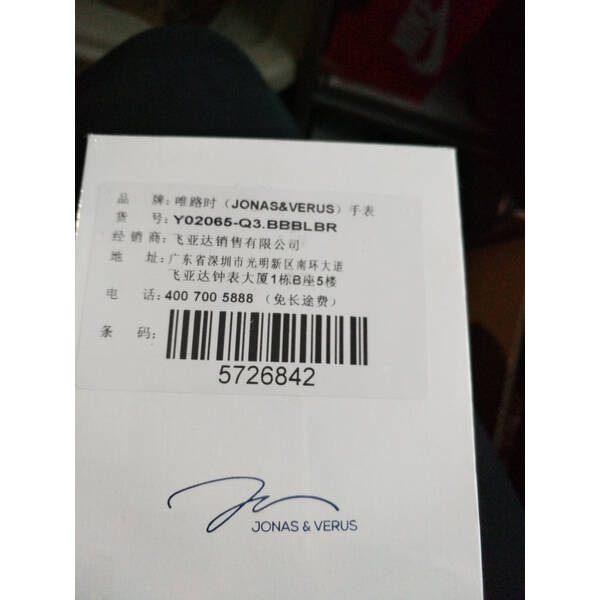 品 牌:唯路时（JONAS&VERUS）手表
货 号:Y02065-Q3.BBBLBR
经 销 商:飞亚达销售有限公司
地 址:广东省深圳市光明新区南环大道
飞亚达钟表大厦1栋B座5楼
电 话:400 700 5888（免长途费）
条 码:
5726842
JONAS & VERUS